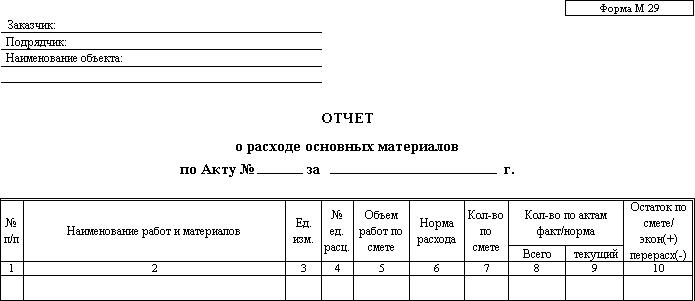 Форма М 29
Заказчик:
Подрядчик:
Наименование объекта:
ОТЧЕТ
о расходе основных материалов
по Акту № за г.
№ п/п
Наименование работ и материалов
Ед. изм.
№ ед. расц.
Объем работ по смете
Норма расхода
Кол-во по смете
Кол-во по актам факт/норма
Всего
текущий
Остаток по смете/ экон(+) перерасх(-)
1 2 3 4 5 6 7 8 9 10